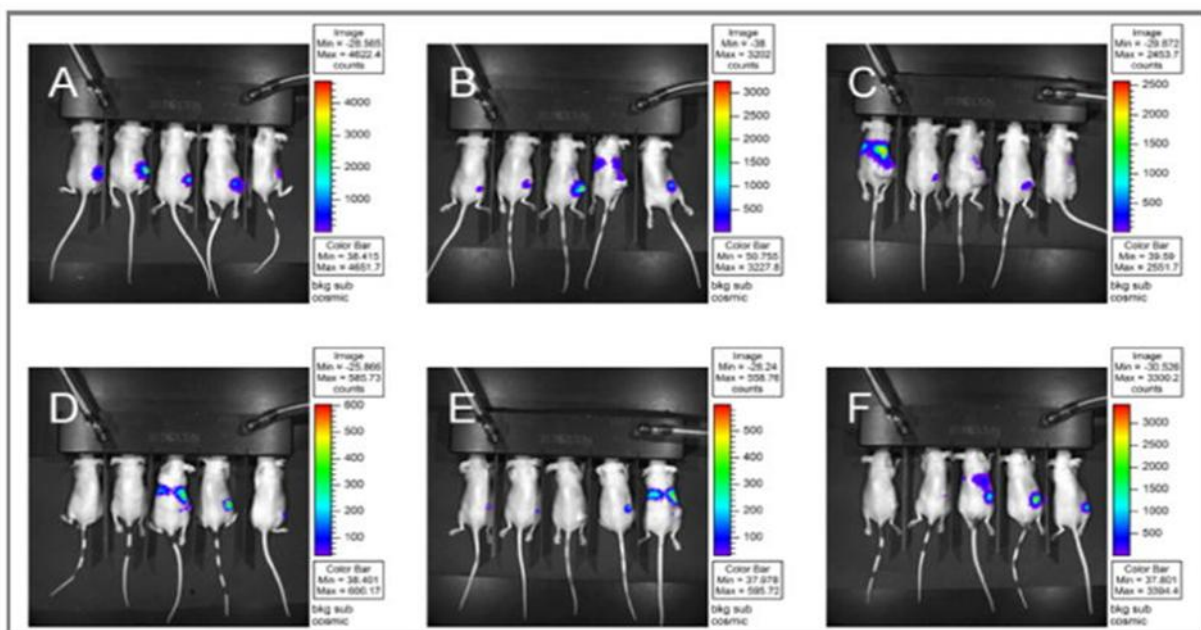 A
Image
Min = -28.565
Max = 4622.4
counts
4000
3000
2000
1000
Color Bar
Min = 38.413
Max = 4651.7
bkg sub
cosmic
B
Image
Min = -38
Max = 3202
counts
3000
2500
2000
1500
1000
500
Color Bar
Min = 50.755
Max = 3227.8
bkg sub
cosmic
C
Image
Min = -29.872
Max = 2453.7
counts
2500
2000
1500
1000
500
Color Bar
Min = 39.59
Max = 2551.7
bkg sub
cosmic
D
Image
Min = -25.866
Max = 585.73
counts
600
500
400
300
200
100
Color Bar
Min = 38.401
Max = 600.17
bkg sub
cosmic
E
Image
Min = -28.24
Max = 558.76
counts
500
400
300
200
100
Color Bar
Min = 37.978
Max = 595.72
bkg sub
cosmic
F
Image
Min = -30.526
Max = 3300.2
counts
3000
2500
2000
1500
1000
500
Color Bar
Min = 37.801
Max = 3394.4
bkg sub
cosmic